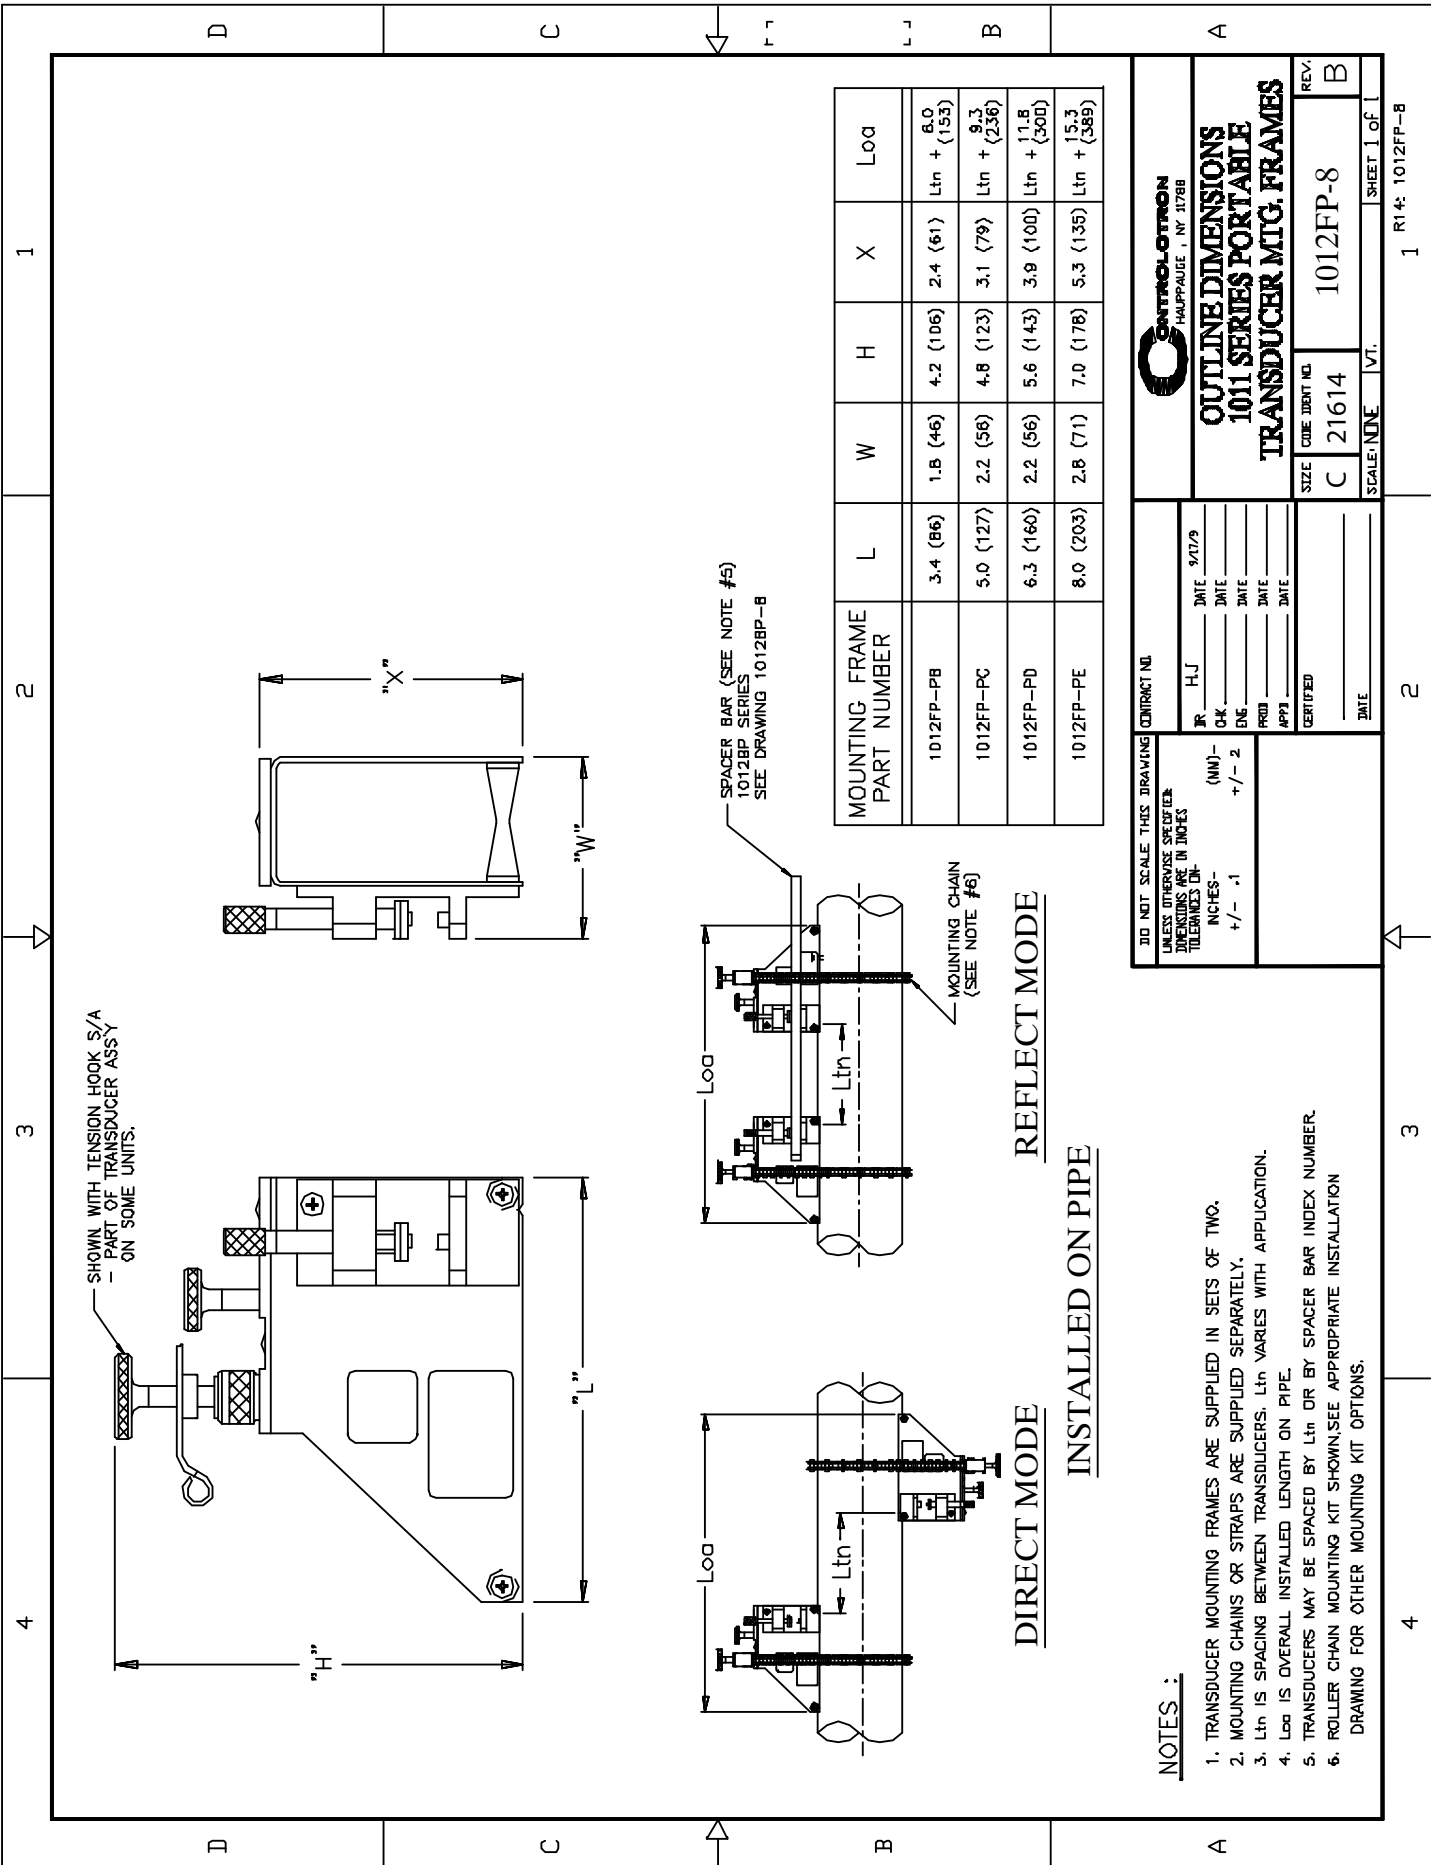 4
3
2
1
D
C
B
A
SHOWN WITH TENSION HOOK S/A
- PART OF TRANSDUCER ASS'Y
ON SOME UNITS.
"H"
"L"
"W"
"X"
SPACER BAR (SEE NOTE #5)
1012BP SERIES
SEE DRAWING 1012BP-8
Loa
Ltn
DIRECT MODE
Loa
Ltn
MOUNTING CHAIN
(SEE NOTE #6)
REFLECT MODE
INSTALLED ON PIPE
MOUNTING FRAME PART NUMBER L W H X Loa
1012FP-PB 3.4 (86) 1.8 (46) 4.2 (106) 2.4 (61) Ltn + 6.0 (153)
1012FP-PC 5.0 (127) 2.2 (56) 4.8 (123) 3.1 (79) Ltn + 9.3 (236)
1012FP-PD 6.3 (160) 2.2 (56) 5.6 (143) 3.9 (100) Ltn + 11.8 (300)
1012FP-PE 8.0 (203) 2.8 (71) 7.0 (178) 5.3 (135) Ltn + 15.3 (389)
NOTES :
1. TRANSDUCER MOUNTING FRAMES ARE SUPPLIED IN SETS OF TWO.
2. MOUNTING CHAINS OR STRAPS ARE SUPPLIED SEPARATELY.
3. Ltn IS SPACING BETWEEN TRANSDUCERS. Ltn VARIES WITH APPLICATION.
4. Loa IS OVERALL INSTALLED LENGTH ON PIPE.
5. TRANSDUCERS MAY BE SPACED BY Ltn OR BY SPACER BAR INDEX NUMBER.
6. ROLLER CHAIN MOUNTING KIT SHOWN,SEE APPROPRIATE INSTALLATION
DRAWING FOR OTHER MOUNTING KIT OPTIONS.
DO NOT SCALE THIS DRAWING
UNLESS OTHERWISE SPECIFIED:
DIMENSIONS ARE IN INCHES
TOLERANCES ON-
INCHES- (MM)-
+/- .1 +/- 2
CONTRACT NO.
DR HJ DATE 9/17/9
CHK DATE
ENG DATE
PROD DATE
APPD DATE
CERTIFIED
DATE
CONTROLOTRON
HAUPPAUGE , NY 11788
OUTLINE DIMENSIONS
1011 SERIES PORTABLE
TRANSDUCER MTG. FRAMES
SIZE C
CODE IDENT NO. 21614
1012FP-8
REV. B
SCALE: NONE
VT.
SHEET 1 of 1
R14: 1012FP-8
4
3
2
1
D
C
B
A